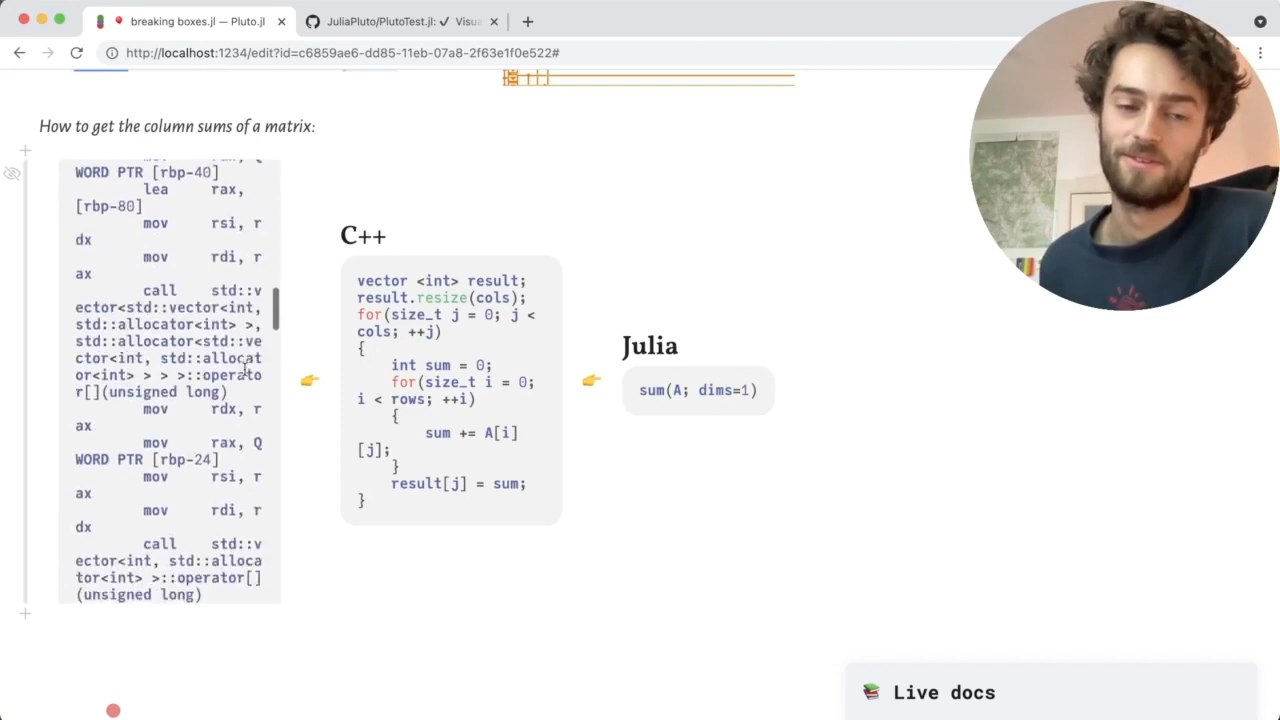 breaking boxes.jl — Pluto.jl
JuliaPluto/PlutoTest.jl: ✓ Visua
http://localhost:1234/edit?id=c6859ae6-dd85-11eb-07a8-2f63e1f0e522#
How to get the column sums of a matrix:
WORD PTR [rbp-40]
lea rax,
[rbp-80]
mov rsi, r
dx
mov rdi, r
ax
call std::v
ector<std::vector<int,
std::allocator<int> >,
std::allocator<std::ve
ctor<int, std::allocat
or<int> > > >::operato
r[](unsigned long)
mov rdx, r
ax
mov rax, Q
WORD PTR [rbp-24]
mov rsi, r
ax
mov rdi, r
dx
call std::v
ector<int, std::alloca
tor<int> >::operator[]
(unsigned long)
C++
vector <int> result;
result.resize(cols);
for(size_t j = 0; j <
cols; ++j)
{
int sum = 0;
for(size_t i = 0;
i < rows; ++i)
{
sum += A[i]
[j];
}
result[j] = sum;
}
Julia
sum(A; dims=1)
Live docs